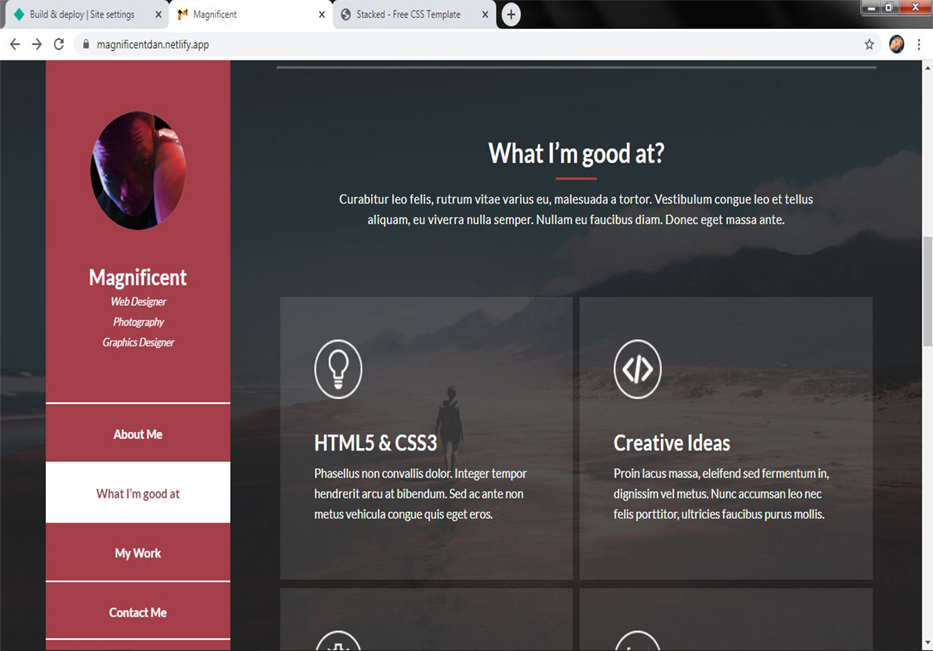 Build & deploy | Site settings
Magnificent
Stacked - Free CSS Template
magnificentdan.netlify.app
Magnificent
Web Designer
Photography
Graphics Designer
About Me
What I'm good at
My Work
Contact Me
What I'm good at?
Curabitur leo felis, rutrum vitae varius eu, malesuada a tortor. Vestibulum congue leo et tellus
aliquam, eu viverra nulla semper. Nullam eu faucibus diam. Donec eget massa ante.
HTML5 & CSS3
Phasellus non convallis dolor. Integer tempor
hendrerit arcu at bibendum. Sed ac ante non
metus vehicula congue quis eget eros.
Creative Ideas
Proin lacus massa, eleifend sed fermentum in,
dignissim vel metus. Nunc accumsan leo nec
felis porttitor, ultricies faucibus purus mollis.